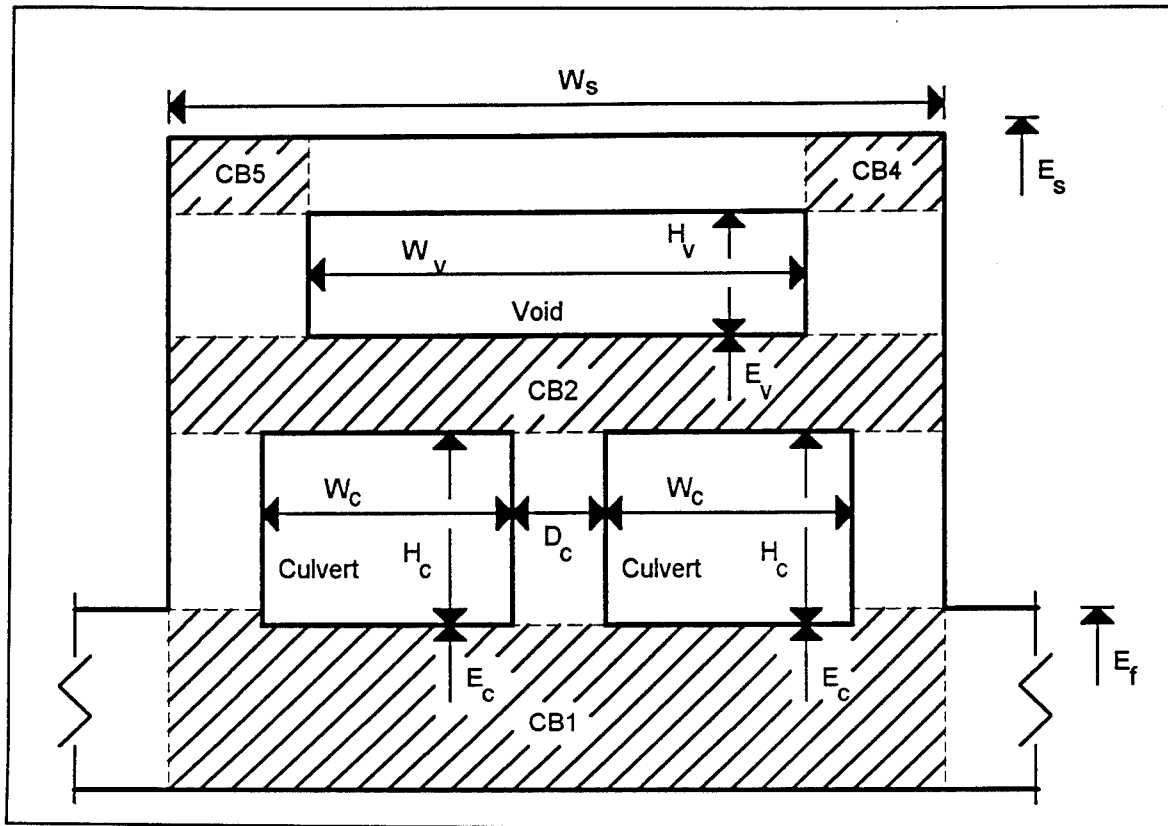 Ws
CB5
CB4
Es
Hv
Wv
Void
CB2
Ev
Wc
Wc
Dc
Culvert
Hc
Culvert
Hc
Ec
Ec
Ef
CB1